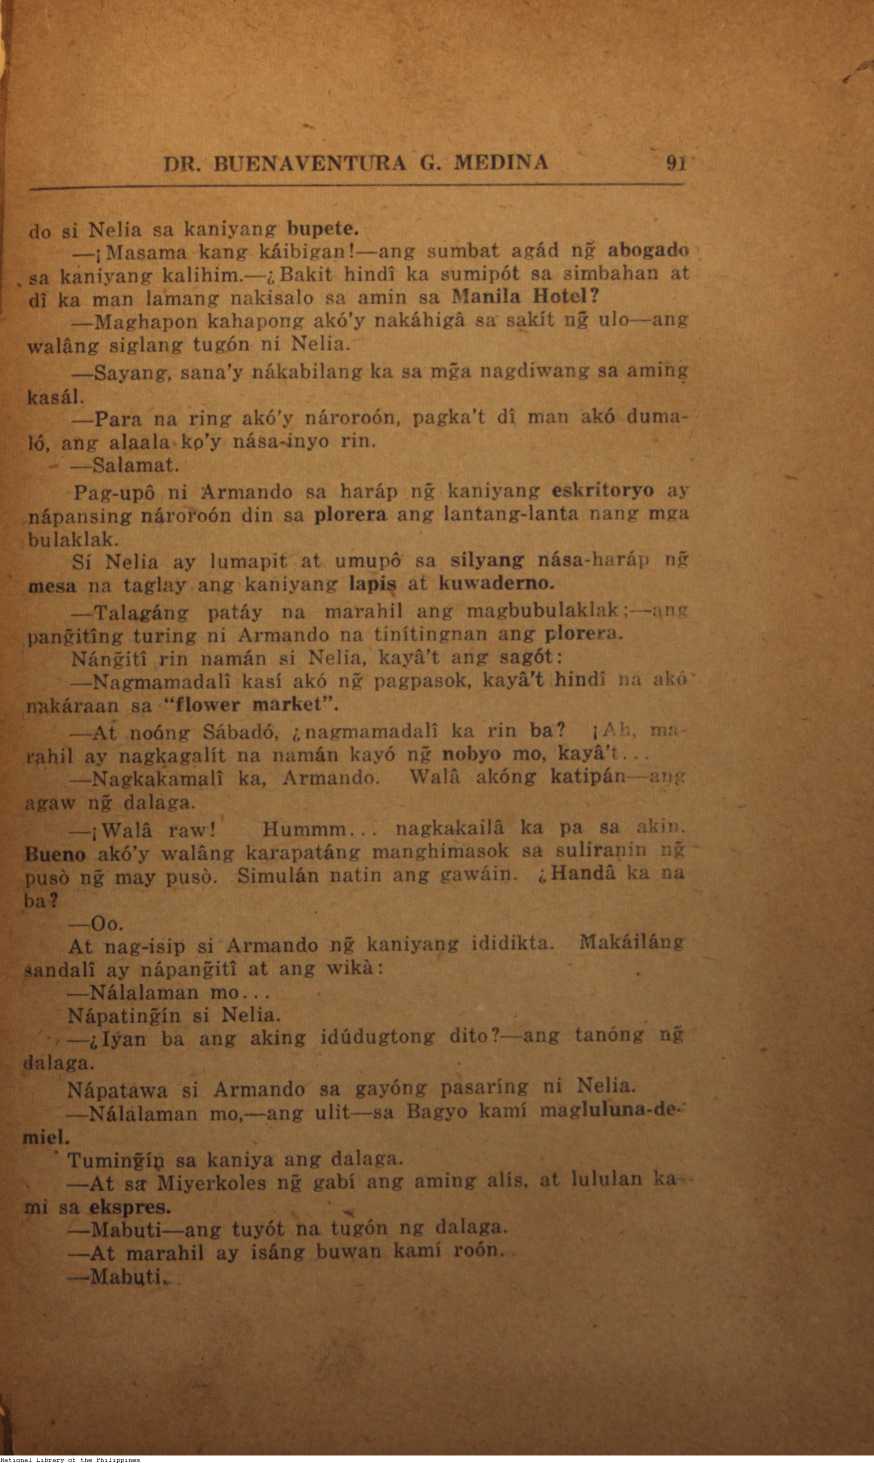 DR. BUENAVENTURA G. MEDINA 91
do si Nelia sa kaniyang bupete.
—¡Masama kang káibigan!—ang sumbat agád ng̃ abogado
sa kaniyang kalihim.—¿Bakit hindî ka sumipót sa simbahan at
dî ka man lamang nakisalo sa amin sa Manila Hotel?
—Maghapon kahapong akó'y nakáhigâ sa sakít ng̃ ulo—ang
walâng siglang tugón ni Nelia.
—Sayang, sana'y nákabilang ka sa mg̃a nagdiwang sa aming
kasál.
—Para na ring akó'y nároroón, pagka't dî man akó duma-
ló, ang alaala ko'y nása-inyo rin.
—Salamat.
Pag-upô ni Armando sa haráp ng̃ kaniyang eskritoryo ay
nápansing nároroón din sa plorera ang lantang-lanta nang mga
bulaklak.
Si Nelia ay lumapit at umupô sa silyang nása-haráp ng̃
mesa na taglay ang kaniyang lapis at kuwaderno.
—Talagáng patáy na marahil ang magbubulaklak;—ang
pang̃itîng turing ni Armando na tinítingnan ang plorera.
Náng̃itî rin namán si Nelia, kayâ't ang sagót:
—Nagmamadalî kasí akó ng̃ pagpasok, kayâ't hindî na akó
nakáraan sa “flower market”.
—At noóng Sábadó, ¿nagmamadalî ka rin ba? ¡Ah, ma-
rahil ay nagkagalít na namán kayó ng̃ nobyo mo, kayâ't...
—Nagkakamalî ka, Armando. Walâ akóng katipán—ang
agaw ng̃ dalaga.
—¡Walâ raw! Hummm... nagkakailâ ka pa sa akin.
Bueno akó'y walâng karapatáng manghimasok sa suliranin ng̃
pusò ng̃ may pusò. Simulán natin ang gawáin. ¿Handâ ka na
ba?
—Oo.
At nag-isip si Armando ng̃ kaniyang ididikta. Makáiláng
sandalî ay nápang̃itî at ang wikà:
—Nálalaman mo...
Nápating̃ín si Nelia.
—¿Iyan ba ang aking idúdugtong dito?—ang tanóng ng̃
dalaga.
Nápatawa si Armando sa gayóng pasaríng ni Nelia.
—Nálalaman mo,—ang ulit—sa Bagyo kamí magluluna-de-
miel.
Tuming̃ín sa kaniya ang dalaga.
—At sa Miyerkoles ng̃ gabí ang aming alís, at lululan ka-
mi sa ekspres.
—Mabuti—ang tuyót na tugón ng dalaga.
—At marahil ay isáng buwan kamí roón.
—Mabuti.
National Library of the Philippines